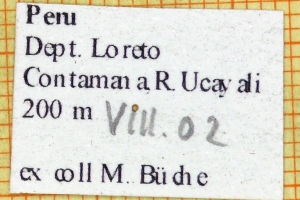 Peru
Dept. Loreto
Contamana, R. Ucayali
200 m VIII. 02
ex coll M. Büche